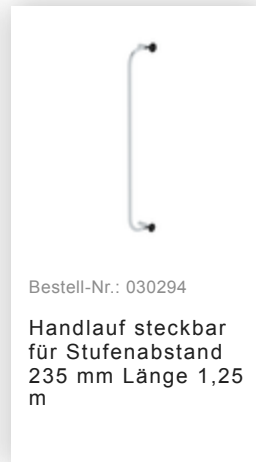 Bestell-Nr.: 030294
Handlauf steckbar
für Stufenabstand
235 mm Länge 1,25
m